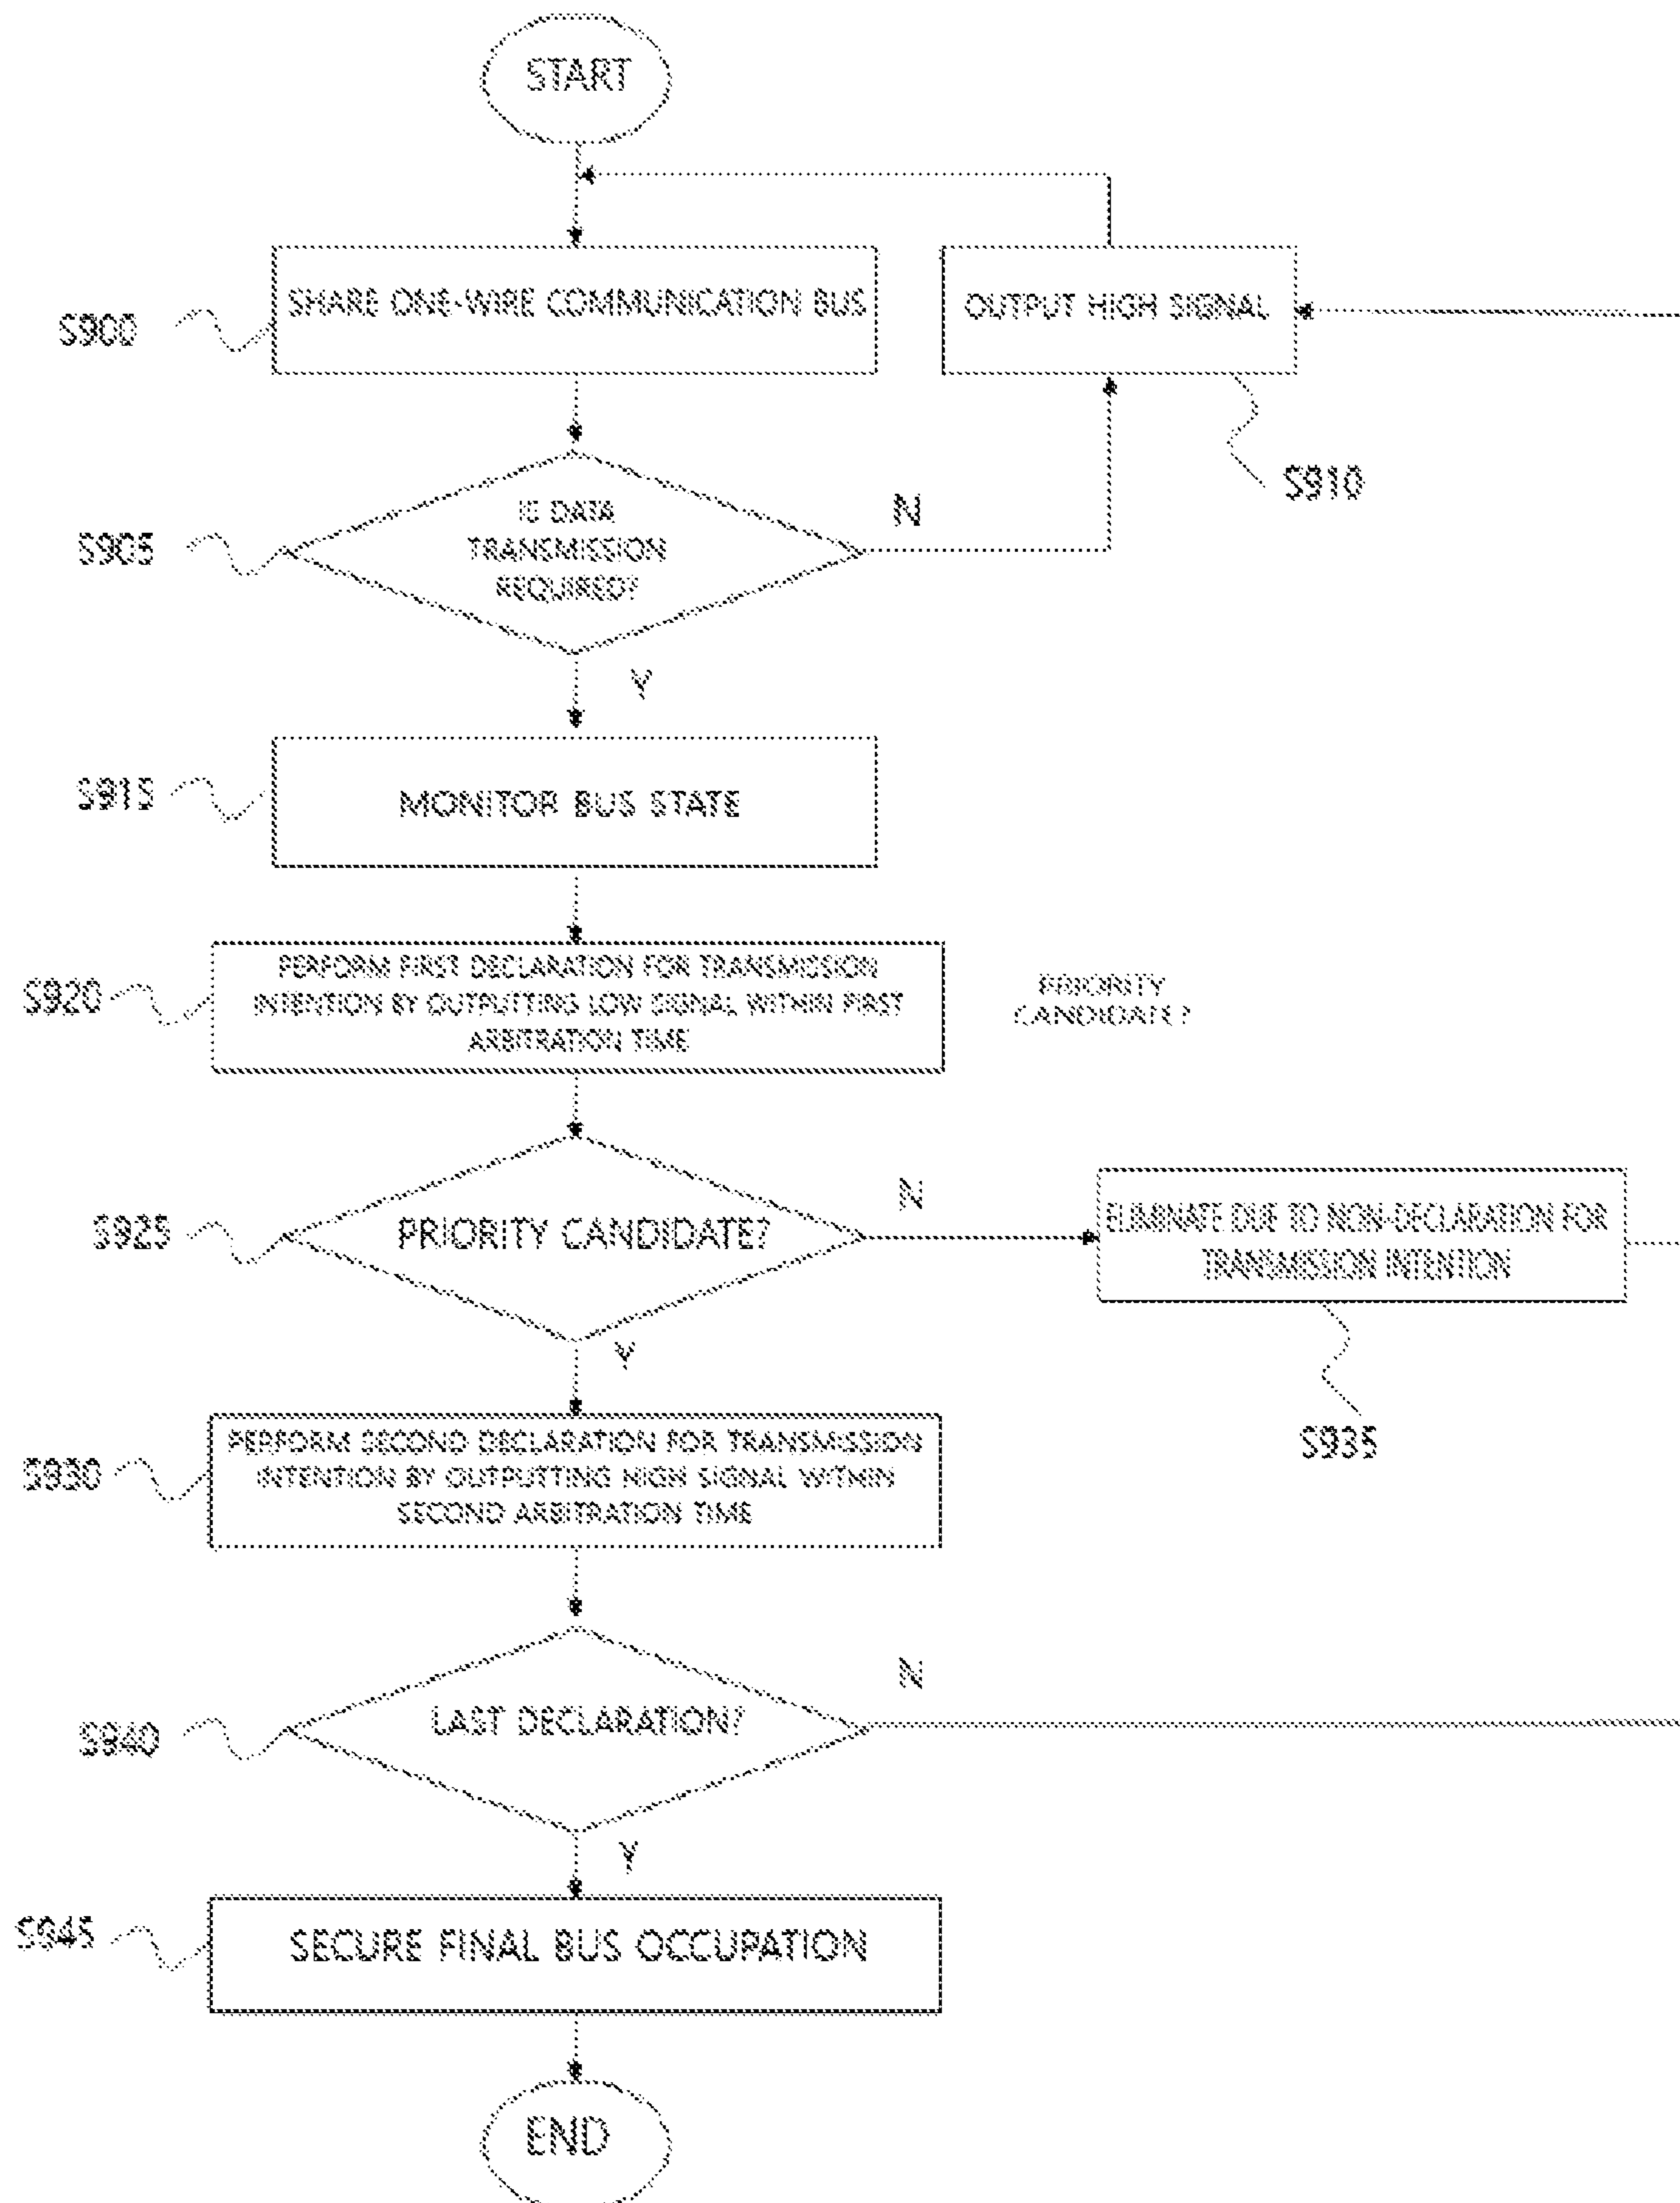 START
SHARE ONE-WIRE COMMUNICATION BUS
OUTPUT HIGH SIGNAL
S900
S910
IS DATA
TRANSMISSION
REQUIRED?
N
S905
Y
MONITOR BUS STATE
S915
PERFORM FIRST DECLARATION FOR TRANSMISSION
INTENTION BY OUTPUTTING LOW SIGNAL WITHIN FIRST
ARBITRATION TIME
S920
PRIORITY
CANDIDATE?
N
PRIORITY CANDIDATE?
S925
ELIMINATE DUE TO NON-DECLARATION FOR
TRANSMISSION INTENTION
Y
S935
PERFORM SECOND DECLARATION FOR TRANSMISSION
INTENTION BY OUTPUTTING HIGH SIGNAL WITHIN
SECOND ARBITRATION TIME
S930
N
LAST DECLARATION?
S940
Y
SECURE FINAL BUS OCCUPATION
S945
END